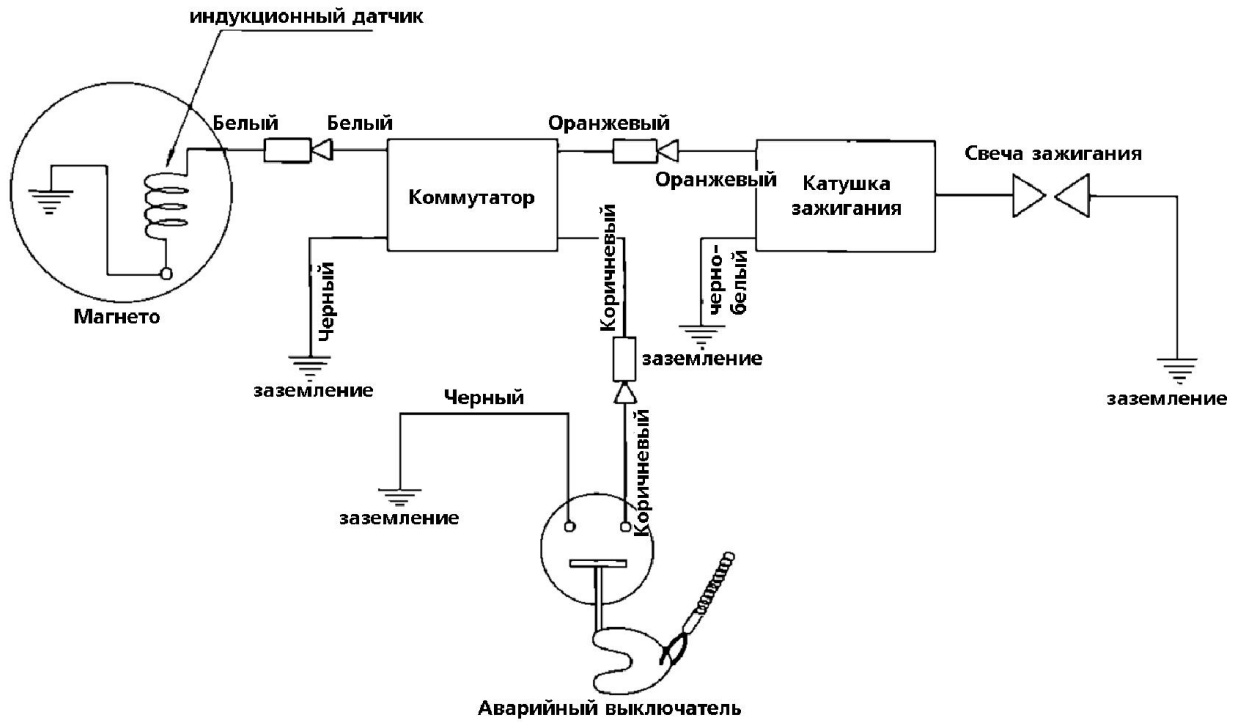 индукционный датчик
Белый
Белый
Оранжевый
Оранжевый
Свеча зажигания
Коммутатор
Катушка
зажигания
Магнето
Черный
заземление
Коричневый
черно-
белый
заземление
заземление
Черный
заземление
Коричневый
Аварийный выключатель